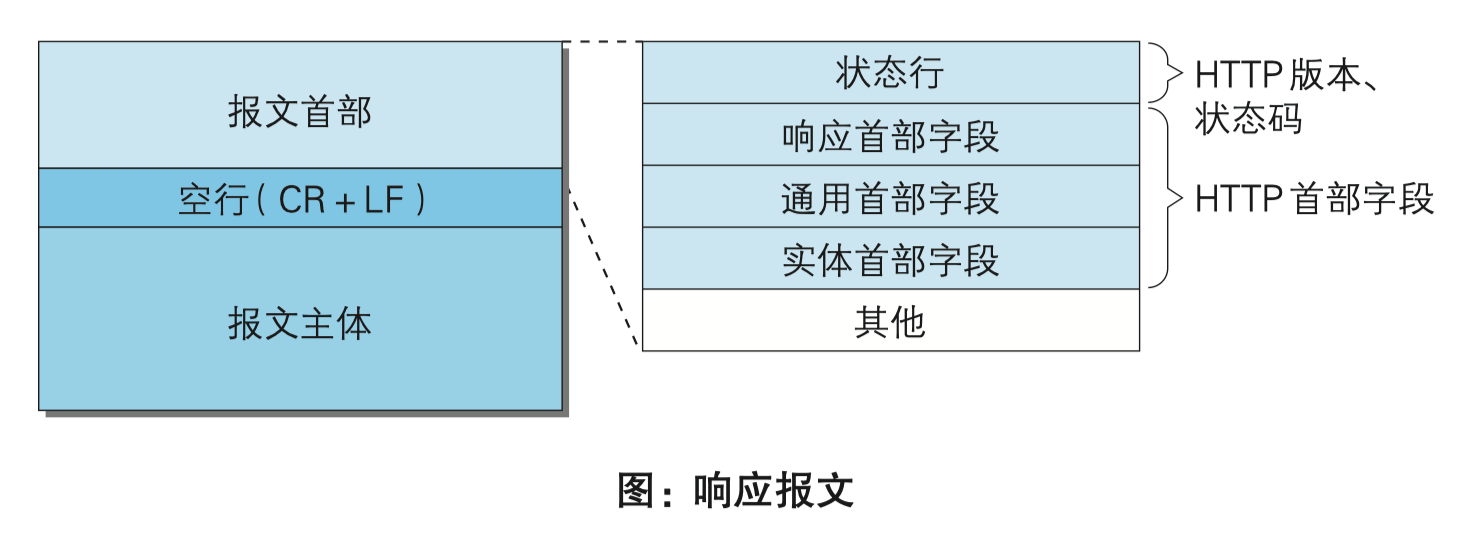 报文首部
空行（CR + LF）
报文主体
状态行
响应首部字段
通用首部字段
实体首部字段
其他
HTTP 版本、
状态码
HTTP 首部字段
图：响应报文